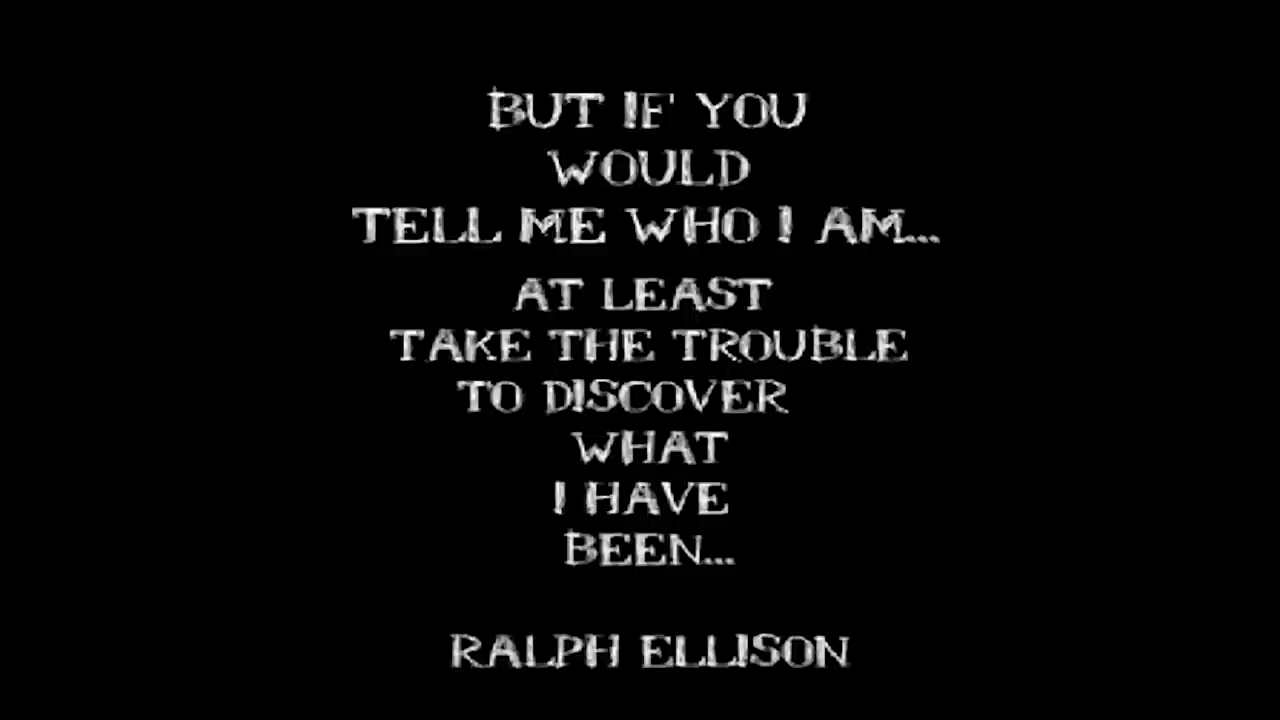 BUT IF YOU
WOULD
TELL ME WHO I AM...
AT LEAST
TAKE THE TROUBLE
TO DISCOVER
WHAT
I HAVE
BEEN...
RALPH ELLISON